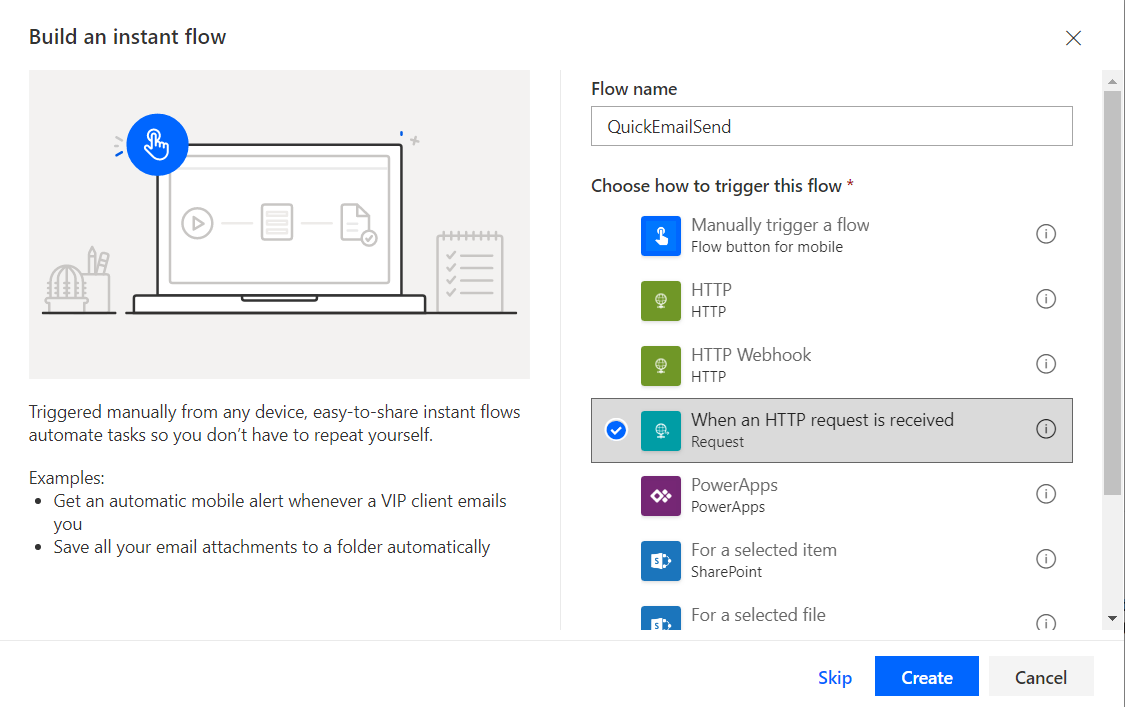 Build an instant flow
Triggered manually from any device, easy-to-share instant flows
automate tasks so you don’t have to repeat yourself.
Examples:
Get an automatic mobile alert whenever a VIP client emails
you
Save all your email attachments to a folder automatically
Flow name
QuickEmailSend
Choose how to trigger this flow *
Manually trigger a flow
Flow button for mobile
HTTP
HTTP
HTTP Webhook
HTTP
When an HTTP request is received
Request
PowerApps
PowerApps
For a selected item
SharePoint
For a selected file
Skip
Create
Cancel